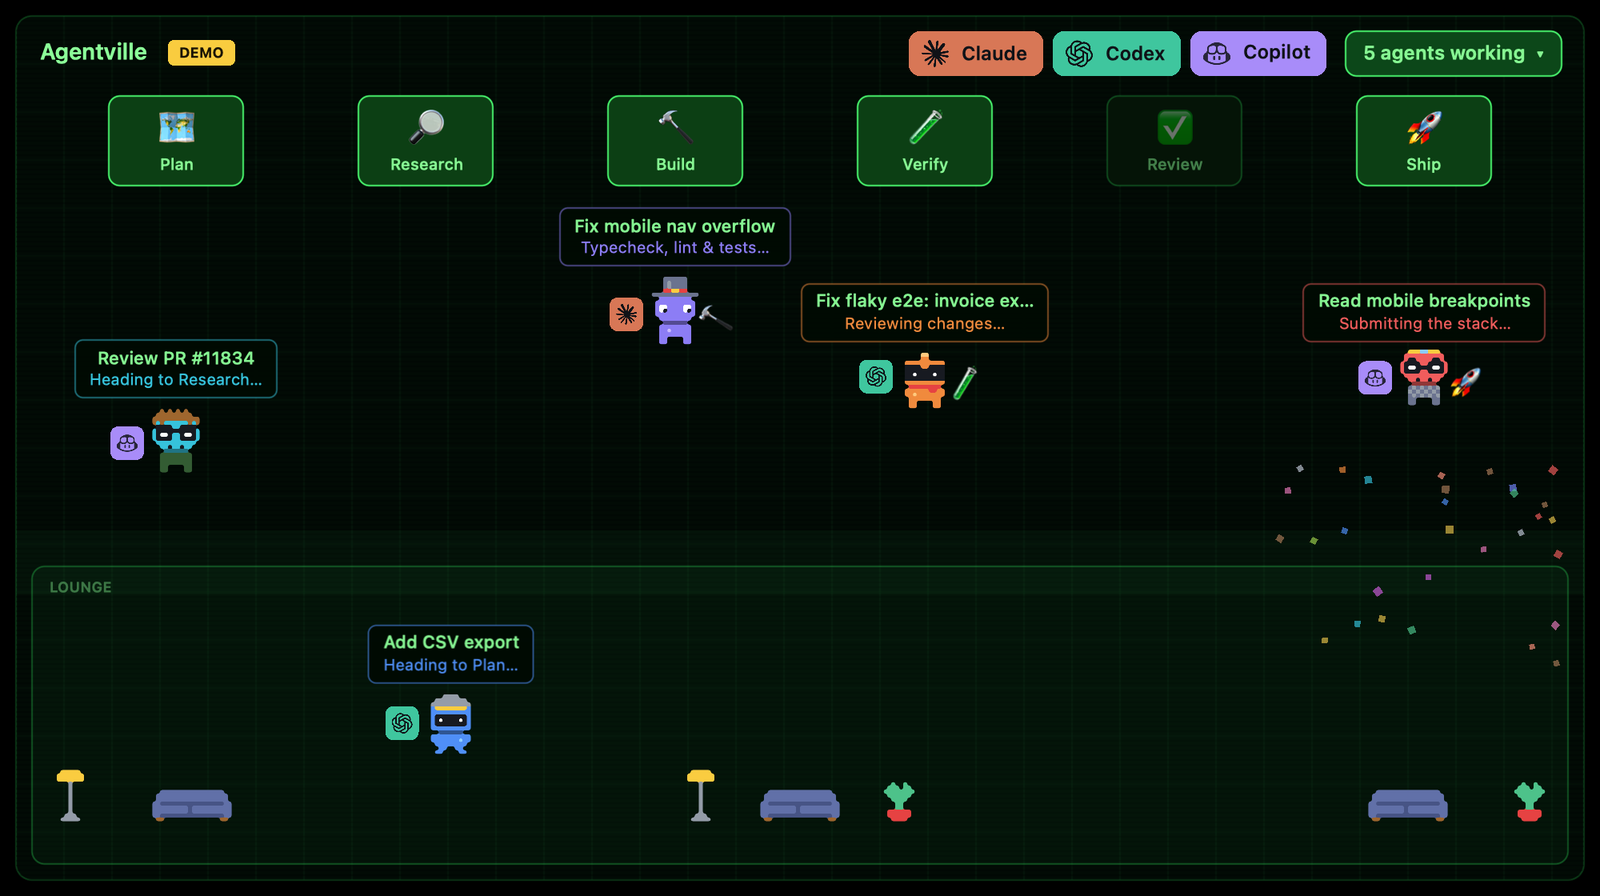 Agentville
DEMO
Claude
Codex
Copilot
5 agents working ▾
Plan
Research
Build
Verify
Review
Ship
Fix mobile nav overflow
Typecheck, lint & tests...
Fix flaky e2e: invoice ex...
Reviewing changes...
Read mobile breakpoints
Submitting the stack...
Review PR #11834
Heading to Research...
LOUNGE
Add CSV export
Heading to Plan...